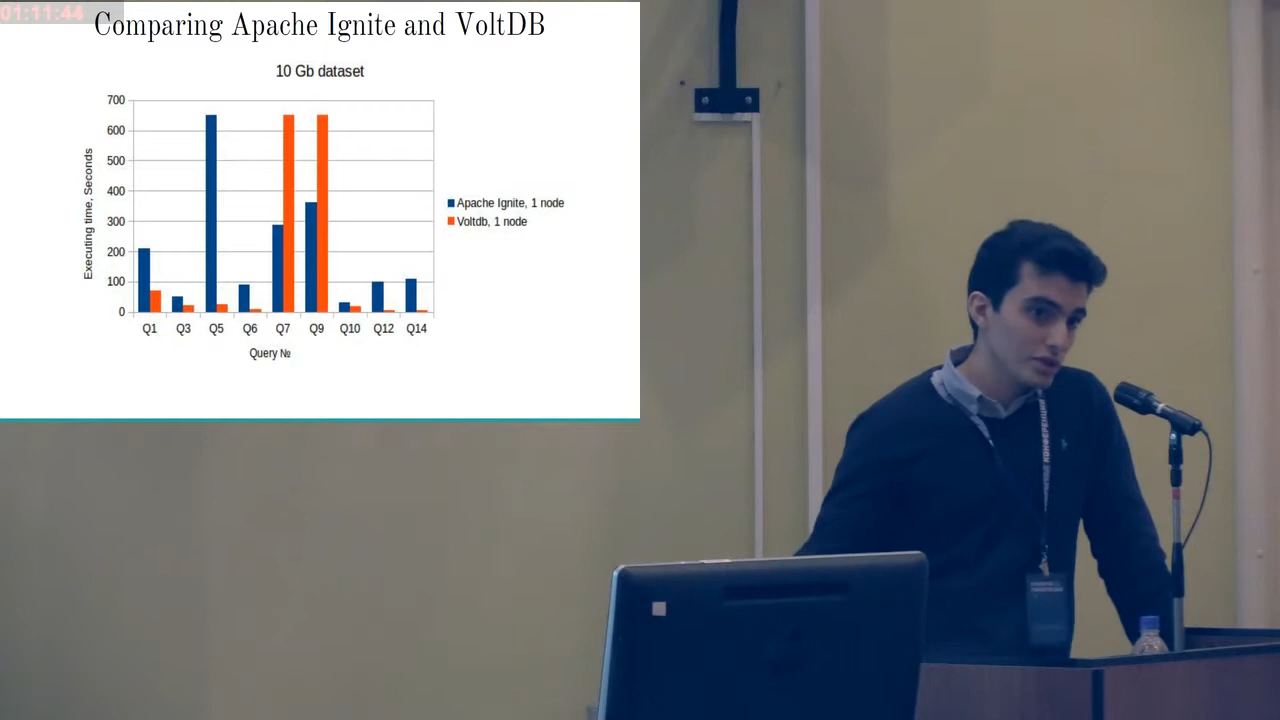 01:11:44
Comparing Apache Ignite and VoltDB
10 Gb dataset
700
600
500
400
300
200
100
0
Executing time, Seconds
Q1 Q3 Q5 Q6 Q7 Q9 Q10 Q12 Q14
Query №
Apache Ignite, 1 node
Voltdb, 1 node
КОНФЕРЕНЦИИ